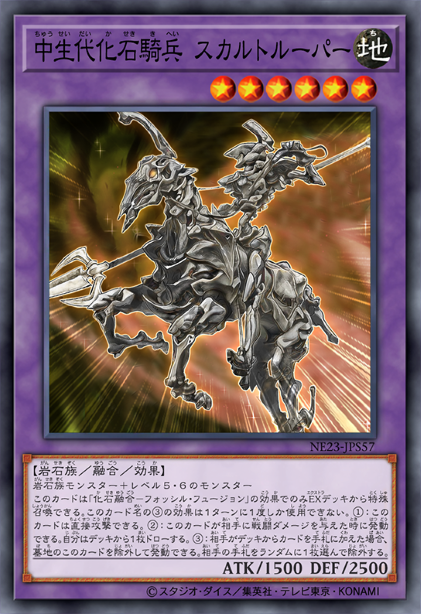 中生代化石騎兵 スカルトルーパー
地
NE23-JPS57
【岩石族/融合/効果】
岩石族モンスター+レベル5・6のモンスター
このカードは「化石融合-フォッシル・フュージョン」の効果でのみEXデッキから特殊
召喚できる。このカード名の③の効果は1ターンに1度しか使用できない。①:この
カードは直接攻撃できる。②:このカードが相手に戦闘ダメージを与えた時に発動
できる。自分はデッキから1枚ドローする。③:相手がデッキからカードを手札に加えた場合、
墓地のこのカードを除外して発動できる。相手の手札をランダムに1枚選んで除外する。
ATK/1500 DEF/2500
©スタジオ・ダイス/集英社・テレビ東京・KONAMI